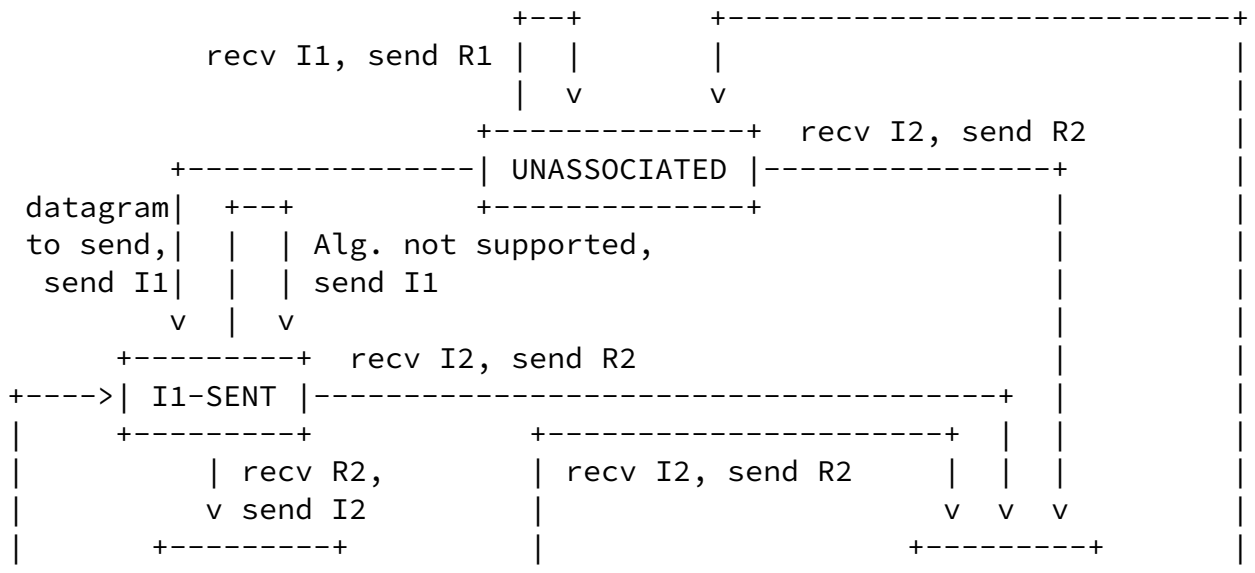 +--+       +---------------------------+
           recv I1, send R1 |  |       |                           |
                            |  v       v                           |
                          +--------------+  recv I2, send R2       |
         +----------------| UNASSOCIATED |----------------+        |
 datagram|  +--+          +--------------+                |        |
 to send,|  |  | Alg. not supported,                      |        |
  send I1|  |  | send I1                                  |        |
         v  |  v                                          |        |
      +---------+  recv I2, send R2                       |        |
+---->| I1-SENT |--------------------------------------+  |        |
|     +---------+            +----------------------+  |  |        |
|          | recv R2,        | recv I2, send R2     |  |  |        |
|          v send I2         |                      v  v  v        |
|       +---------+          |                    +---------+      |